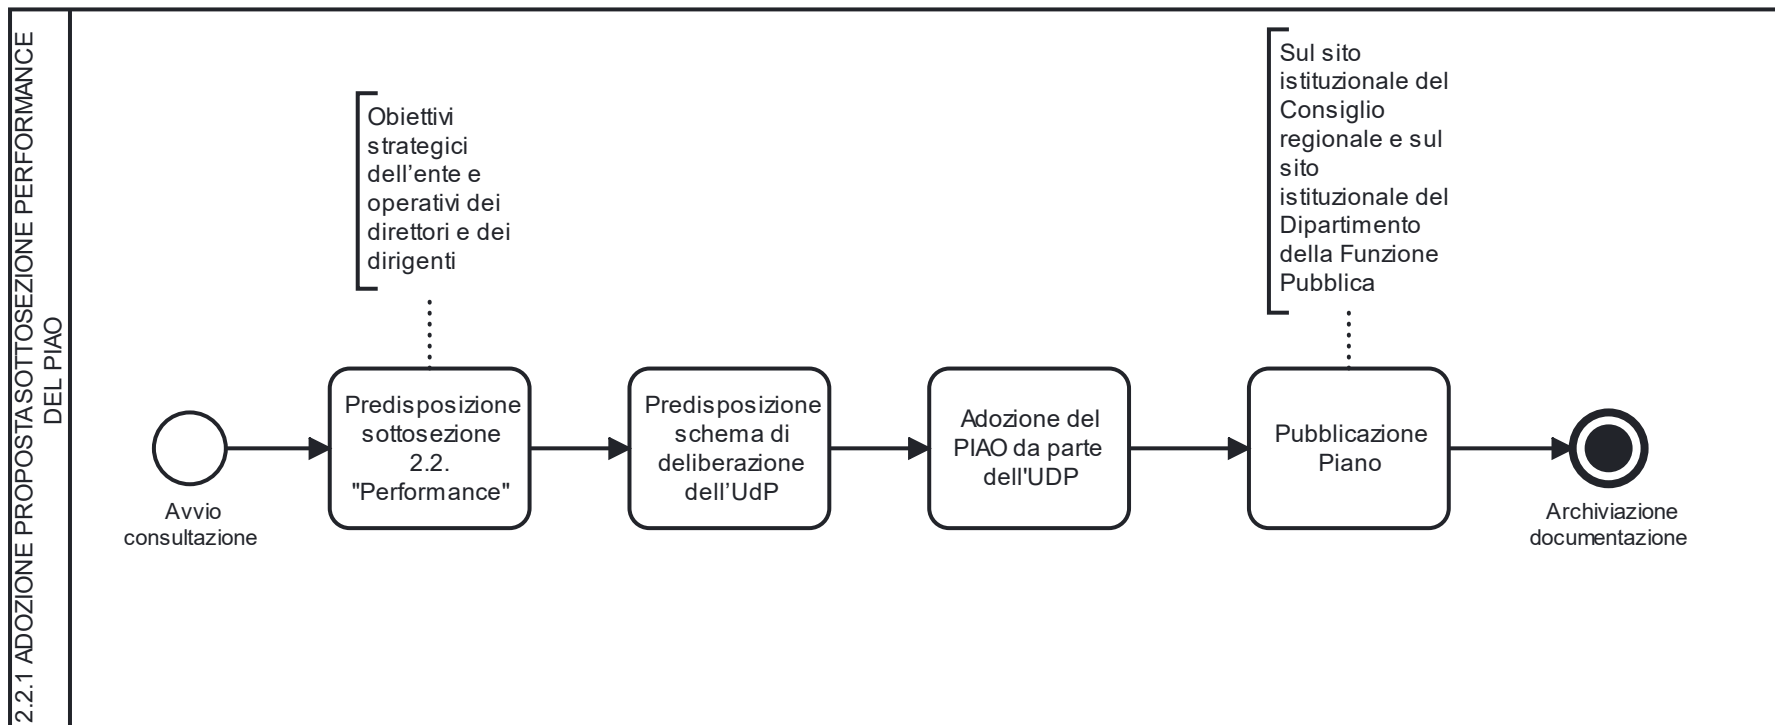 2.2.1 ADOZIONE PROPOSTA SOTTOSEZIONE PERFORMANCE
DEL PIAO
Obiettivi
strategici
dell’ente e
operativi dei
direttori e dei
dirigenti
Sul sito
istituzionale del
Consiglio
regionale e sul
sito
istituzionale del
Dipartimento
della Funzione
Pubblica
Avvio
consultazione
Predisposizione
sottosezione
2.2.
"Performance"
Predisposizione
schema di
deliberazione
dell’UdP
Adozione del
PIAO da parte
dell'UDP
Pubblicazione
Piano
Archiviazione
documentazione